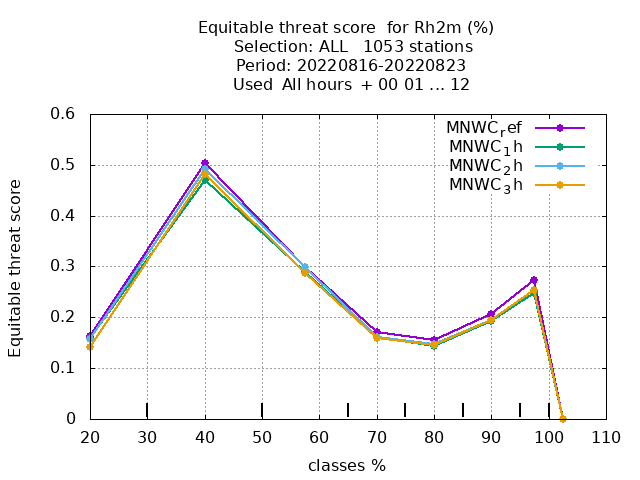 Equitable threat score  for Rh2m (%)
Selection: ALL   1053 stations
Period: 20220816-20220823
Used  All hours  + 00 01 ... 12
Equitable threat score
0.6
0.5
0.4
0.3
0.2
0.1
0
MNWC_ref
MNWC_1h
MNWC_2h
MNWC_3h
20 30 40 50 60 70 80 90 100 110
classes %